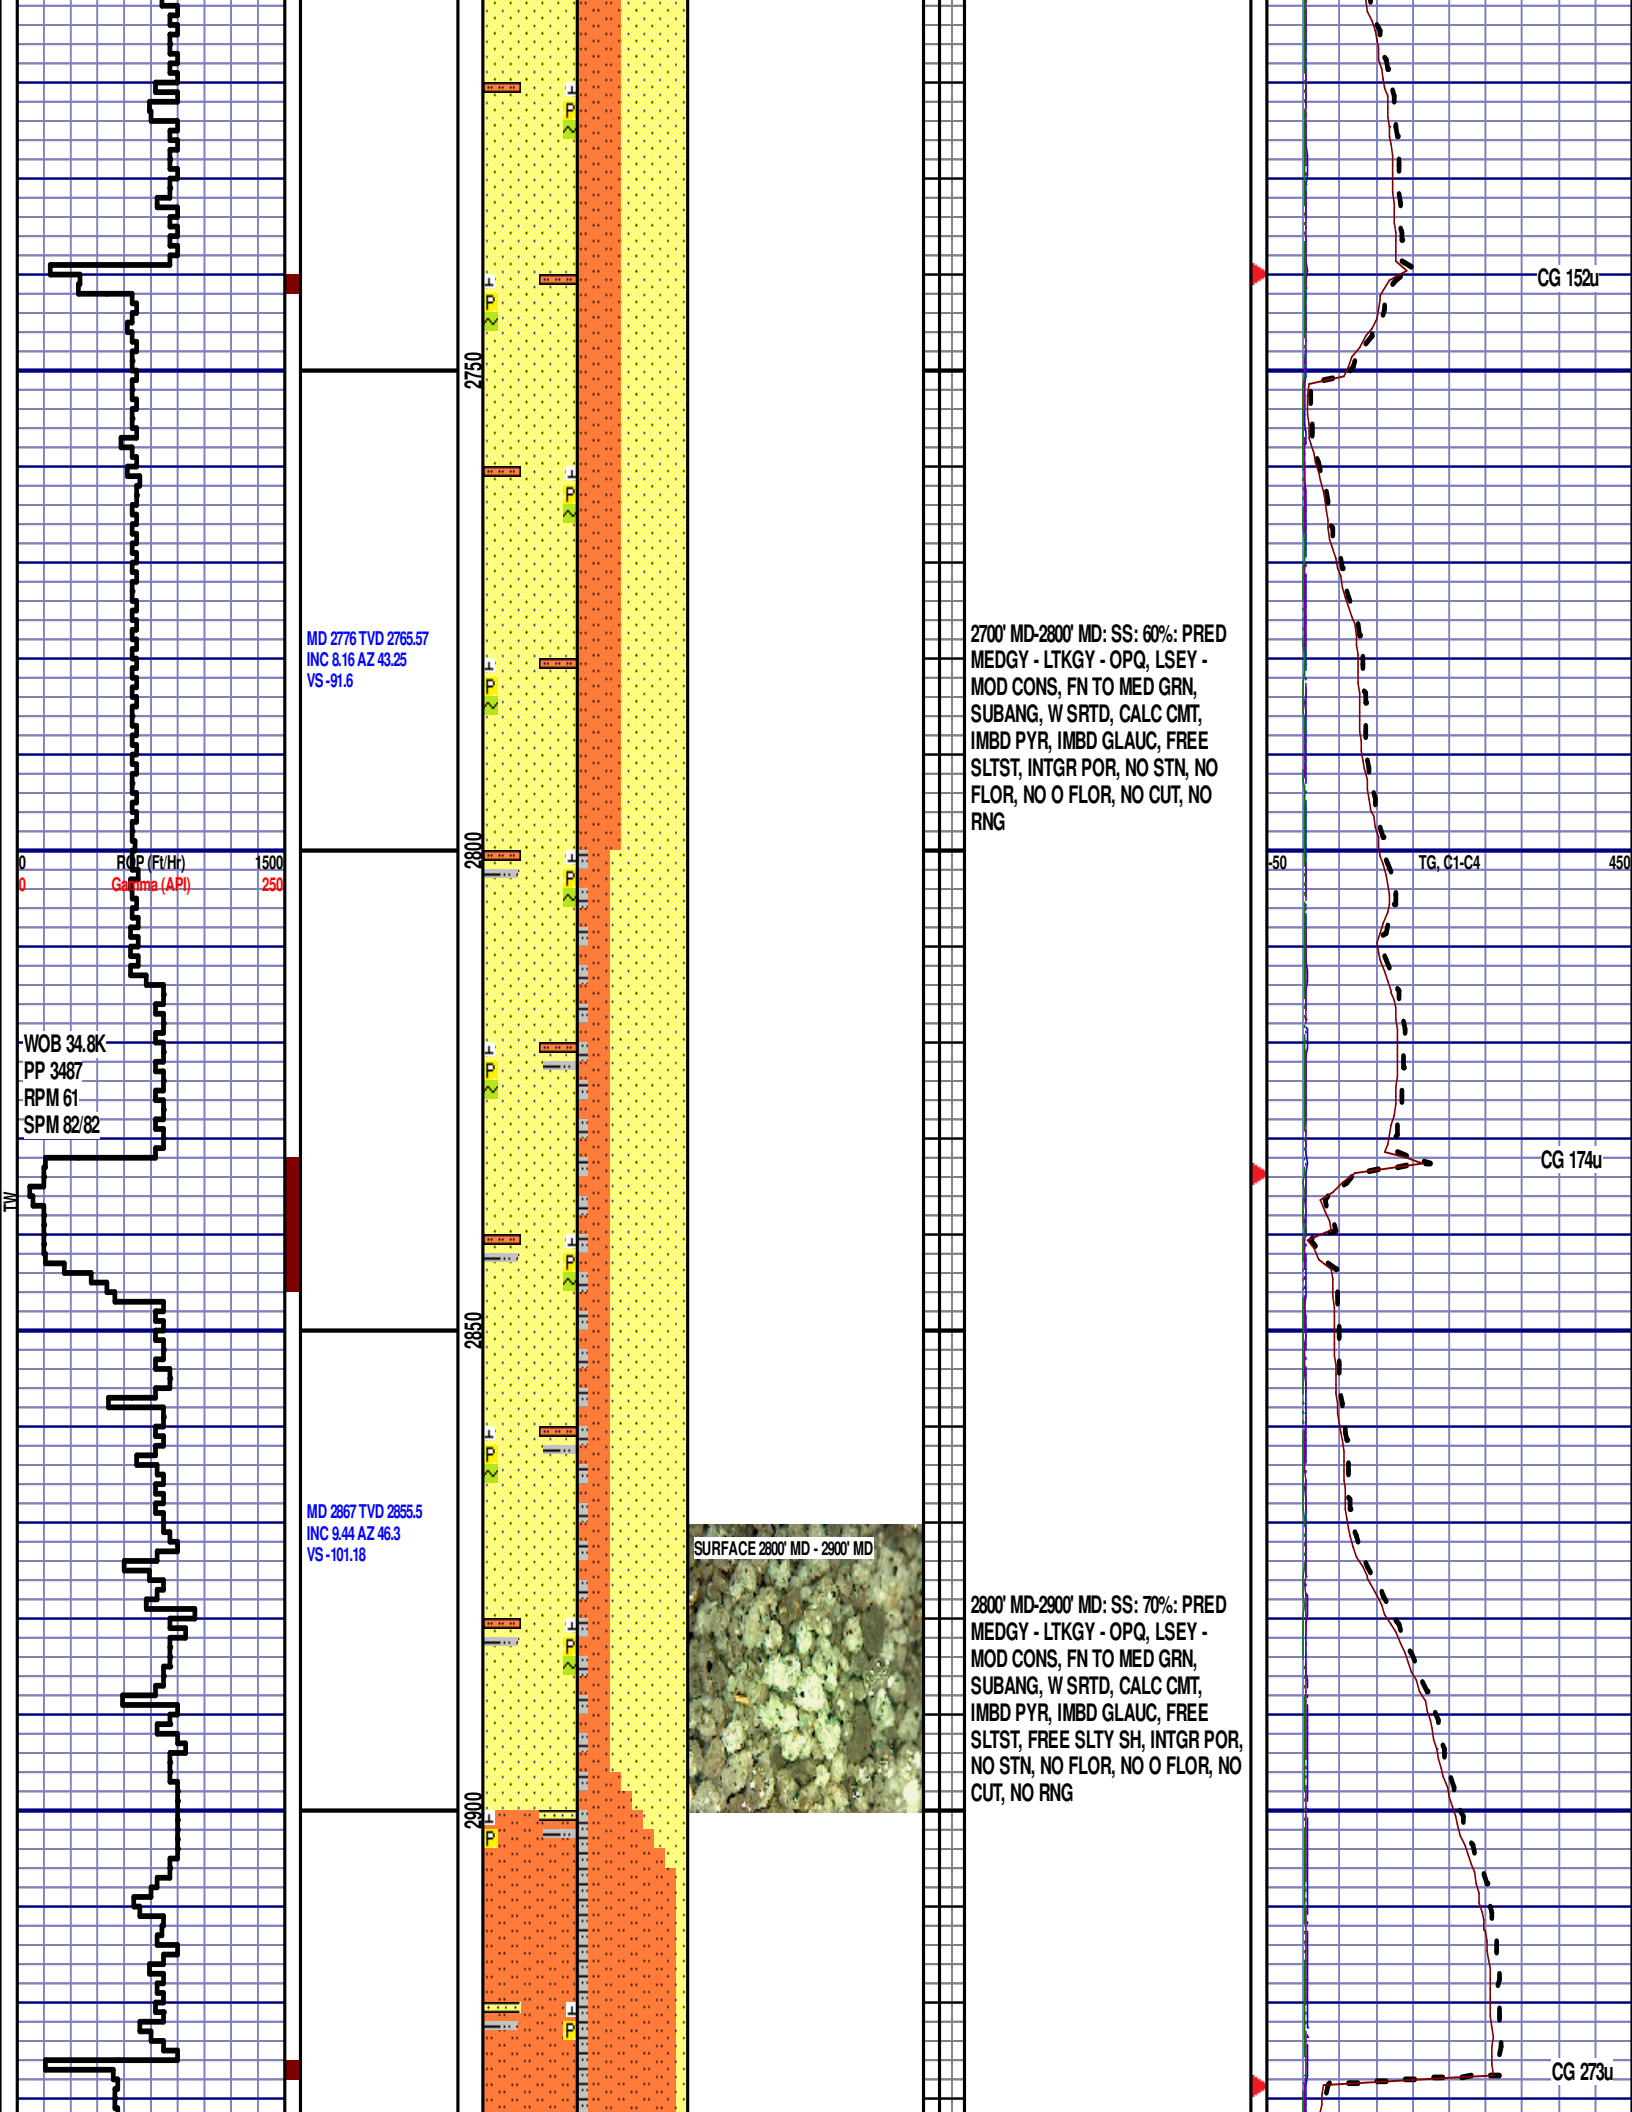 CG 152u
2750
MD 2776 TVD 2765.57
INC 8.16 AZ 43.25
VS -91.6
2700' MD-2800' MD: SS: 60%: PRED
MEDGY - LTKGY - OPQ, LSEY -
MOD CONS, FN TO MED GRN,
SUBANG, W SRTD, CALC CMT,
IMBD PYR, IMBD GLAUC, FREE
SLTST, INTGR POR, NO STN, NO
FLOR, NO O FLOR, NO CUT, NO
RNG
2800
0 ROP (Ft/Hr) 1500
0 Gamma (API) 250
-50 TG, C1-C4 450
WOB 34.8K
PP 3487
RPM 61
SPM 82/82
TW
CG 174u
2850
MD 2867 TVD 2855.5
INC 9.44 AZ 46.3
VS -101.18
SURFACE 2800' MD - 2900' MD
2800' MD-2900' MD: SS: 70%: PRED
MEDGY - LTKGY - OPQ, LSEY -
MOD CONS, FN TO MED GRN,
SUBANG, W SRTD, CALC CMT,
IMBD PYR, IMBD GLAUC, FREE
SLTST, FREE SLTY SH, INTGR POR,
NO STN, NO FLOR, NO O FLOR, NO
CUT, NO RNG
2900
CG 273u
P
P
P
P
P
P
P
P
P
P
P